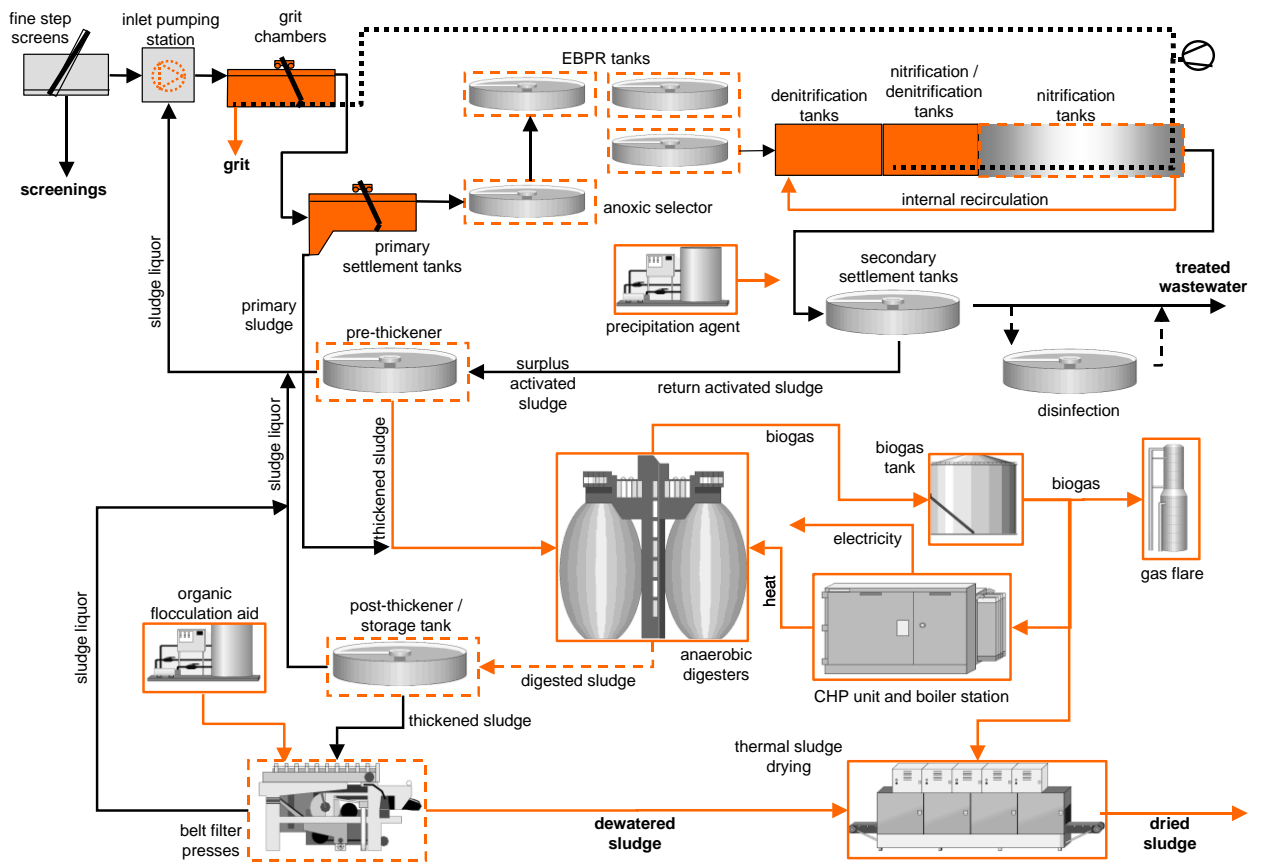 fine step
screens
inlet pumping
station
grit
chambers
EBPR tanks
nitrification /
denitrification
tanks
denitrification
tanks
nitrification
tanks
grit
screenings
anoxic selector
internal recirculation
primary
settlement tanks
secondary
settlement tanks
treated
wastewater
sludge liquor
primary
sludge
precipitation agent
pre-thickener
surplus
activated
sludge
return activated sludge
disinfection
sludge liquor
thickened sludge
biogas
biogas
tank
biogas
electricity
gas flare
heat
organic
flocculation aid
post-thickener /
storage tank
sludge liquor
digested sludge
anaerobic
digesters
CHP unit and boiler station
thickened sludge
thermal sludge
drying
belt filter
presses
dewatered
sludge
dried
sludge